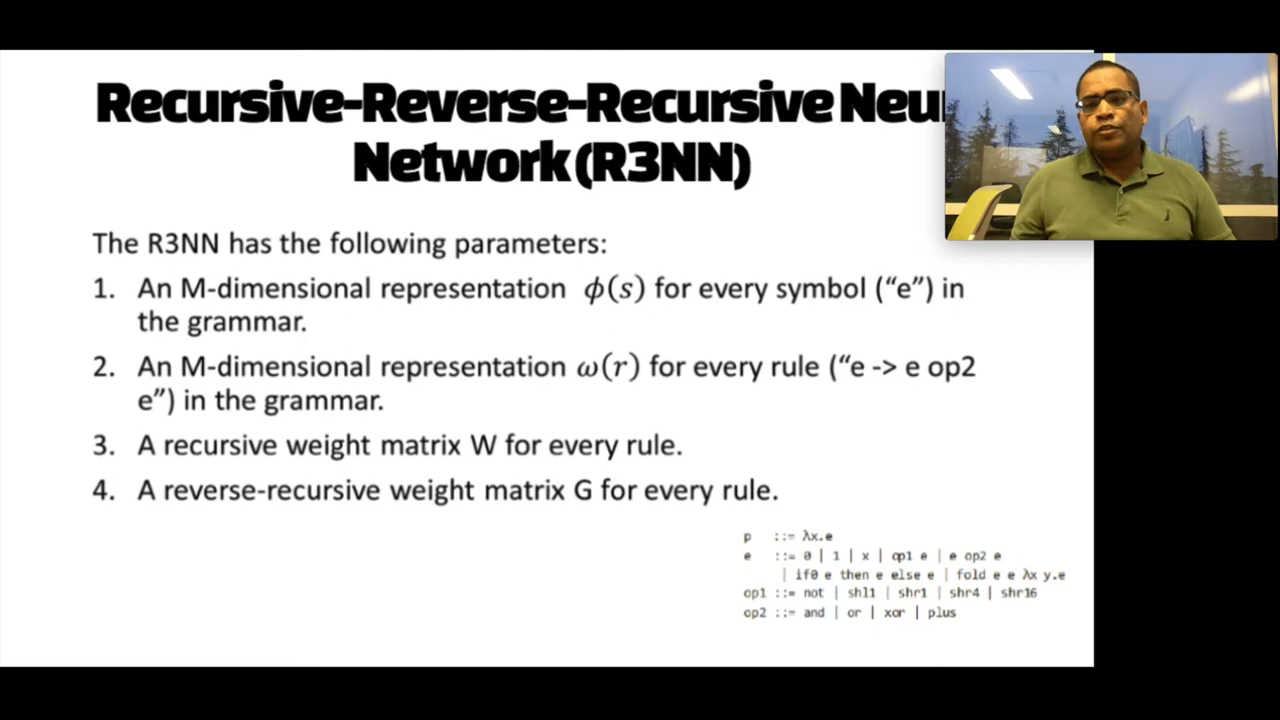 Recursive-Reverse-Recursive Neu
Network (R3NN)
The R3NN has the following parameters:
1. An M-dimensional representation ϕ(s) for every symbol (“e”) in
the grammar.
2. An M-dimensional representation ω(r) for every rule (“e -> e op2
e”) in the grammar.
3. A recursive weight matrix W for every rule.
4. A reverse-recursive weight matrix G for every rule.
p ::= λx.e
e ::= 0 | 1 | x | op1 e | e op2 e
| if0 e then e else e | fold e e λx y.e
op1 ::= not | shl1 | shr1 | shr4 | shr16
op2 ::= and | or | xor | plus